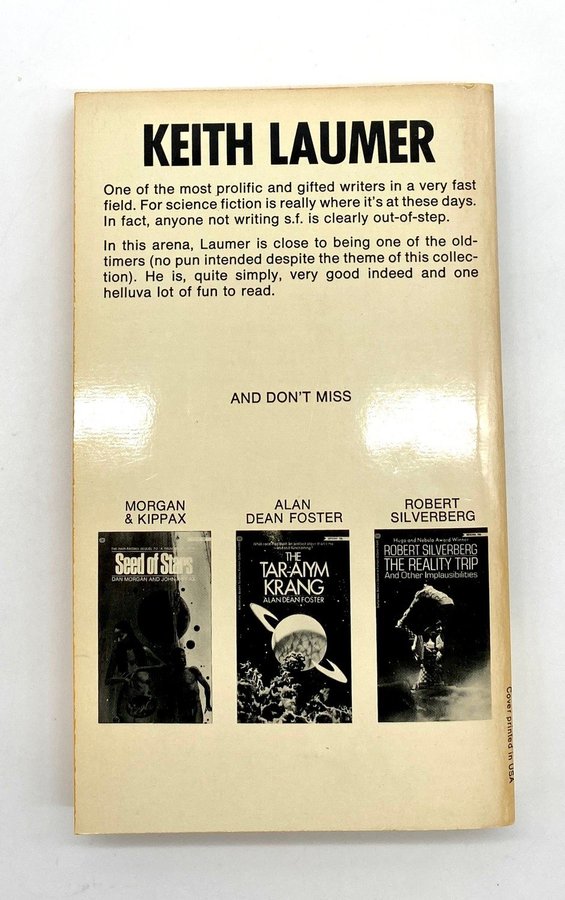 KEITH LAUMER
One of the most prolific and gifted writers in a very fast
field. For science fiction is really where it's at these days.
In fact, anyone not writing s.f. is clearly out-of-step.
In this arena, Laumer is close to being one of the old-
timers (no pun intended despite the theme of this collec-
tion). He is, quite simply, very good indeed and one
helluva lot of fun to read.
AND DON'T MISS
MORGAN
& KIPPAX
ALAN
DEAN FOSTER
ROBERT
SILVERBERG
Seed of Stars
DAN MORGAN AND JOHN KIPPAX
THE
TAR-AIYM
KRANG
ALAN DEAN FOSTER
Hugo and Nebula Award Winner
ROBERT SILVERBERG
THE REALITY TRIP
And Other Implausibilities
Cover printed in USA